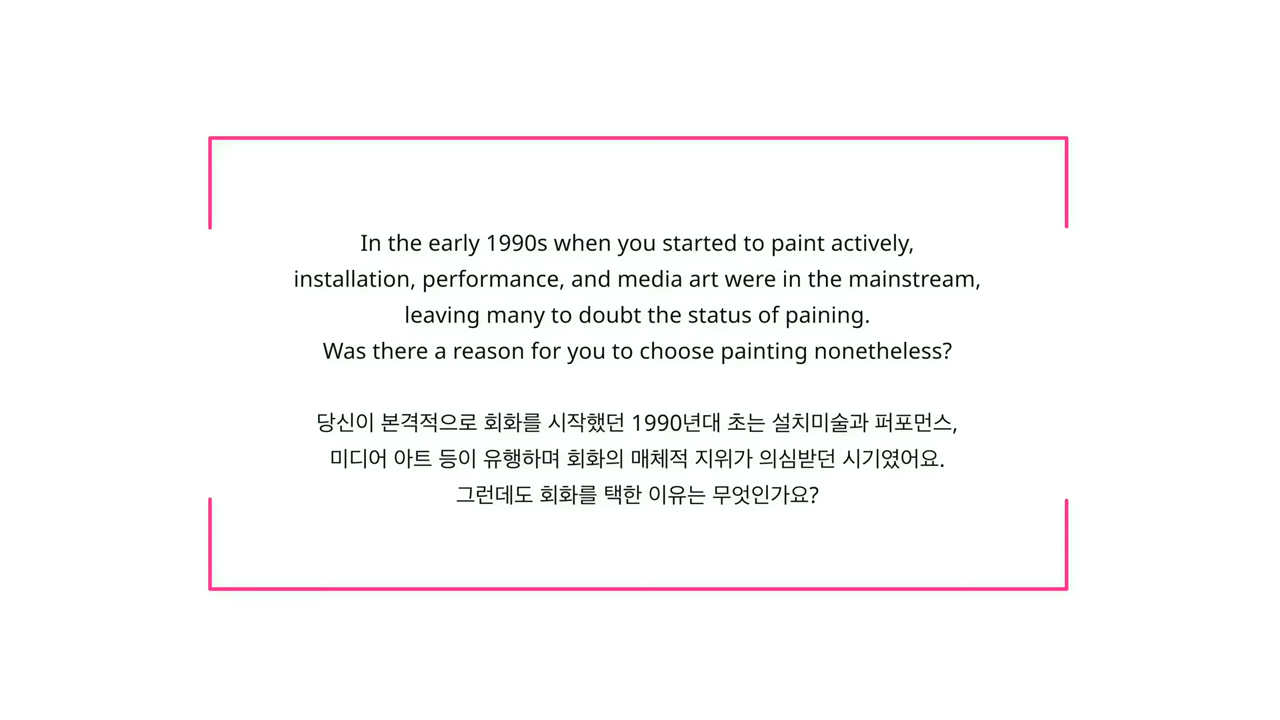 In the early 1990s when you started to paint actively,
installation, performance, and media art were in the mainstream,
leaving many to doubt the status of paining.
Was there a reason for you to choose painting nonetheless?
당신이 본격적으로 회화를 시작했던 1990년대 초는 설치미술과 퍼포먼스,
미디어 아트 등이 유행하며 회화의 매체적 지위가 의심받던 시기였어요.
그런데도 회화를 택한 이유는 무엇인가요?